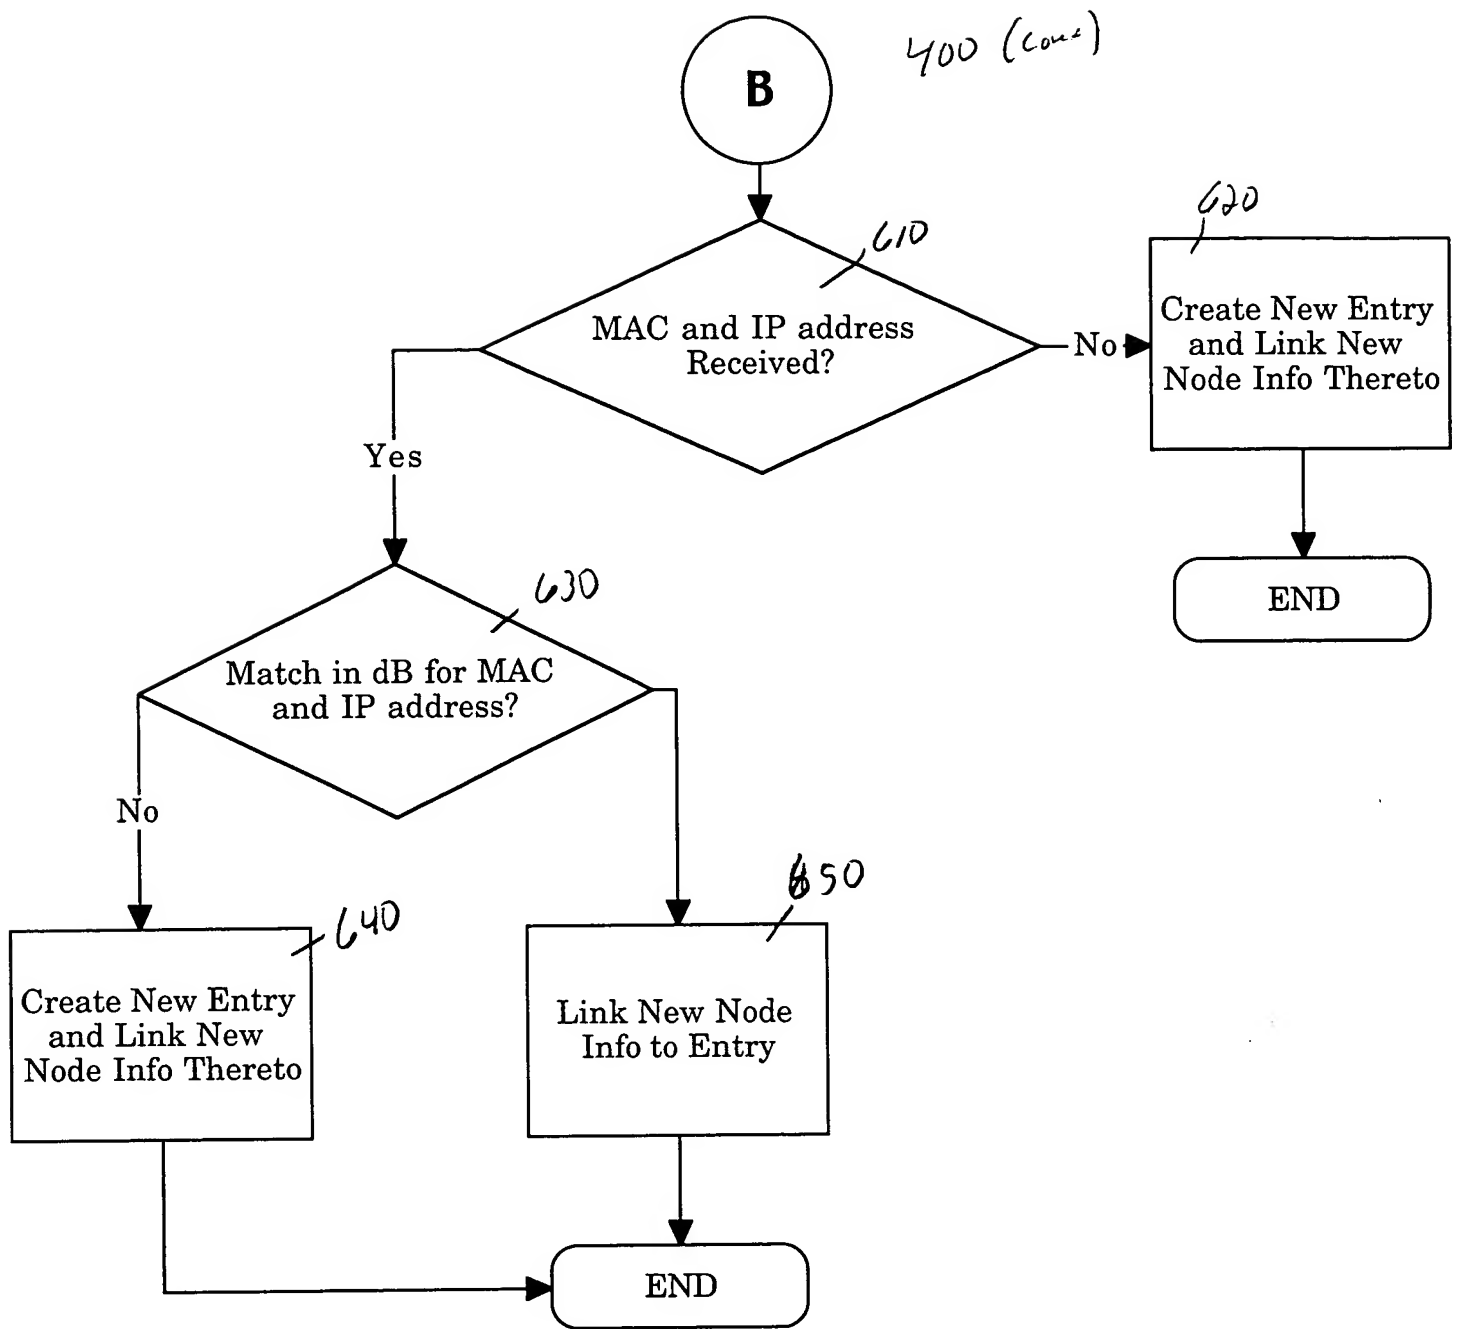 400 (cont)
B
610
620
MAC and IP address
Received?
No
Create New Entry
and Link New
Node Info Thereto
Yes
END
630
Match in dB for MAC
and IP address?
No
640
650
Create New Entry
and Link New
Node Info Thereto
Link New Node
Info to Entry
END